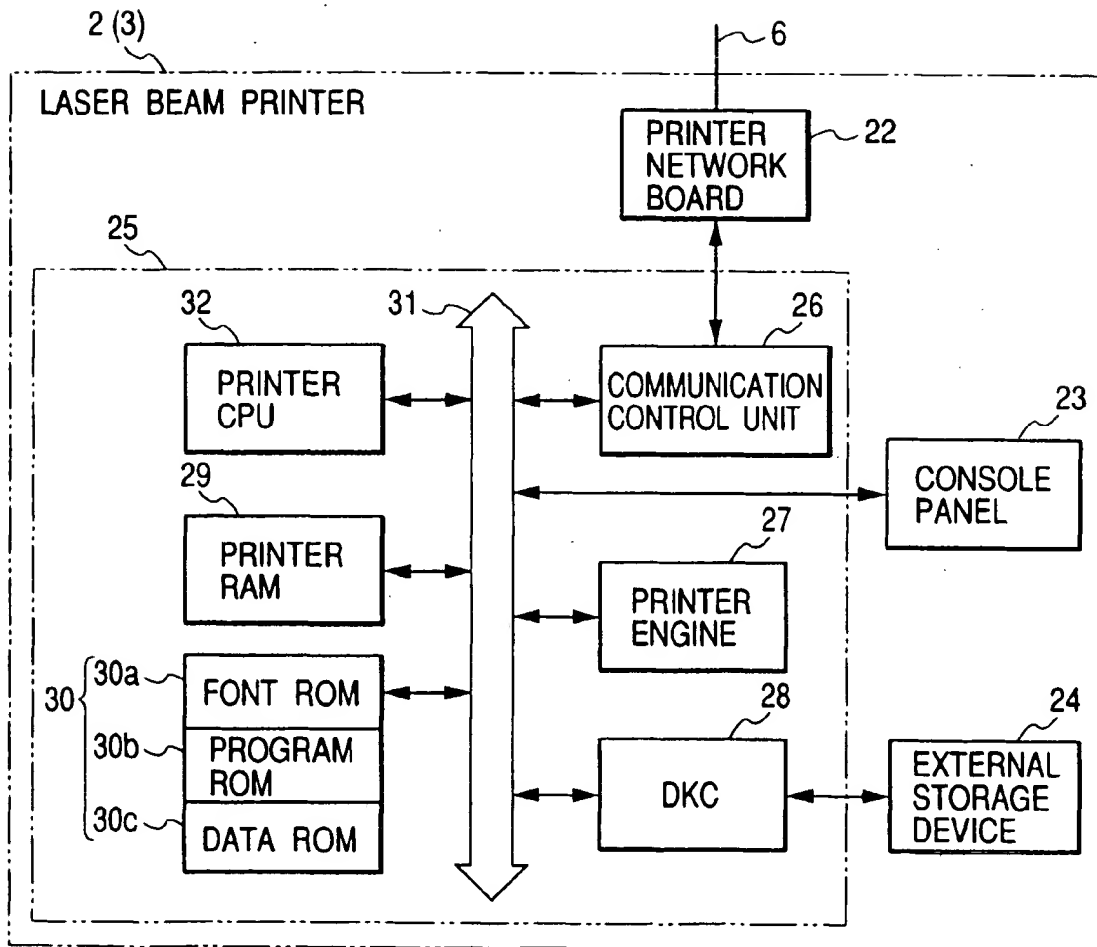 2 (3)
6
LASER BEAM PRINTER
PRINTER
NETWORK
BOARD
22
25
32
31
26
PRINTER
CPU
COMMUNICATION
CONTROL UNIT
23
CONSOLE
PANEL
29
PRINTER
RAM
27
PRINTER
ENGINE
30
30a
FONT ROM
30b
PROGRAM
ROM
30c
DATA ROM
28
DKC
24
EXTERNAL
STORAGE
DEVICE